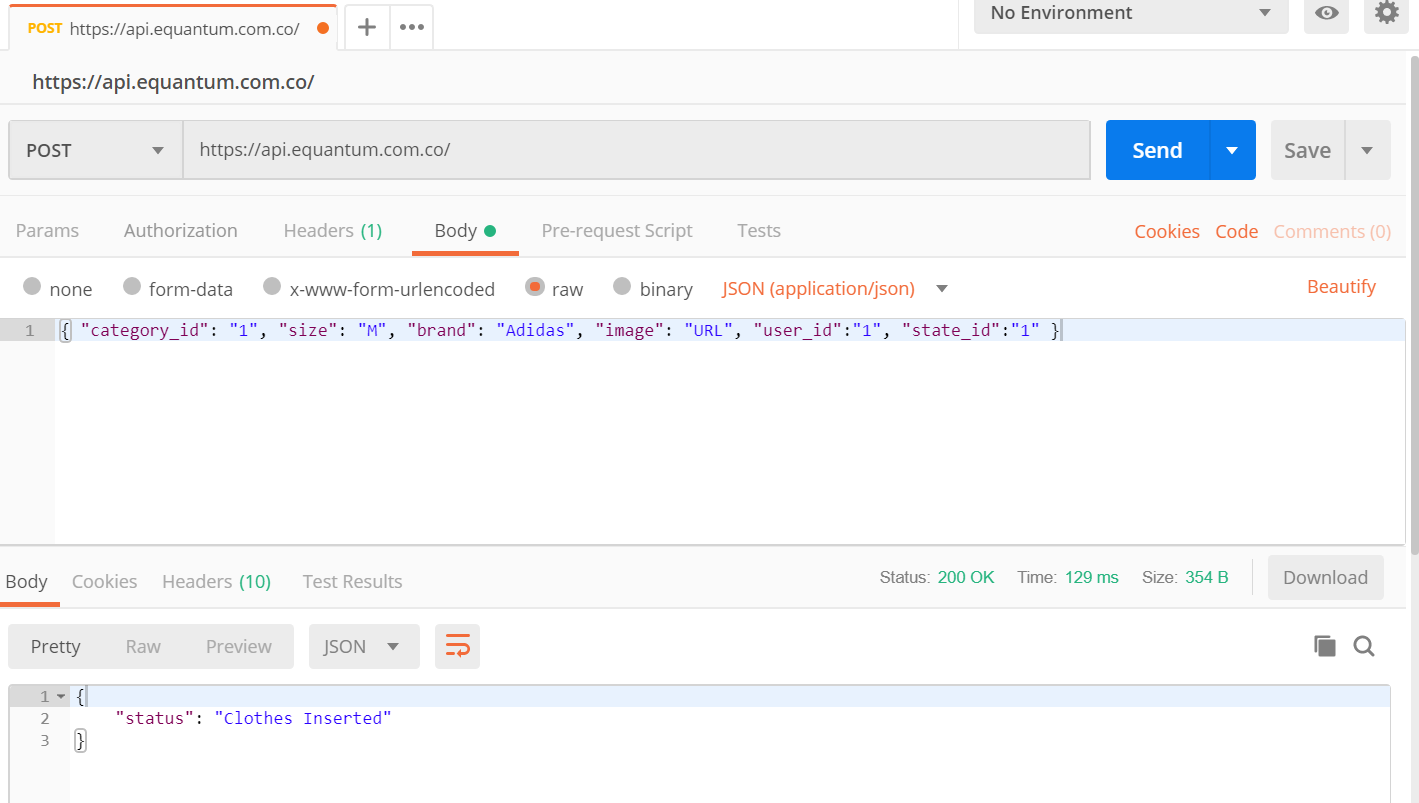 POST https://api.equantum.com.co/ No Environment
https://api.equantum.com.co/
POST https://api.equantum.com.co/ Send Save
Params Authorization Headers (1) Body Pre-request Script Tests Cookies Code Comments (0)
none form-data x-www-form-urlencoded raw binary JSON (application/json) Beautify
1 { "category_id": "1", "size": "M", "brand": "Adidas", "image": "URL", "user_id":"1", "state_id":"1" }
Body Cookies Headers (10) Test Results Status: 200 OK Time: 129 ms Size: 354 B Download
Pretty Raw Preview JSON
1 {
2 "status": "Clothes Inserted"
3 }